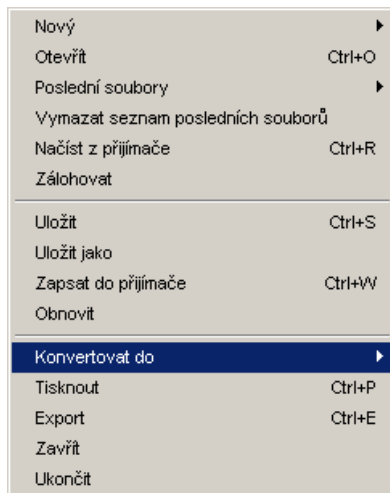 Nový
Otevřít Ctrl+O
Poslední soubory
Vymazat seznam posledních souborů
Načíst z přijímače Ctrl+R
Zálohovat
Uložit Ctrl+S
Uložit jako
Zapsat do přijímače Ctrl+W
Obnovit
Konvertovat do
Tisknout Ctrl+P
Export Ctrl+E
Zavřít
Ukončit